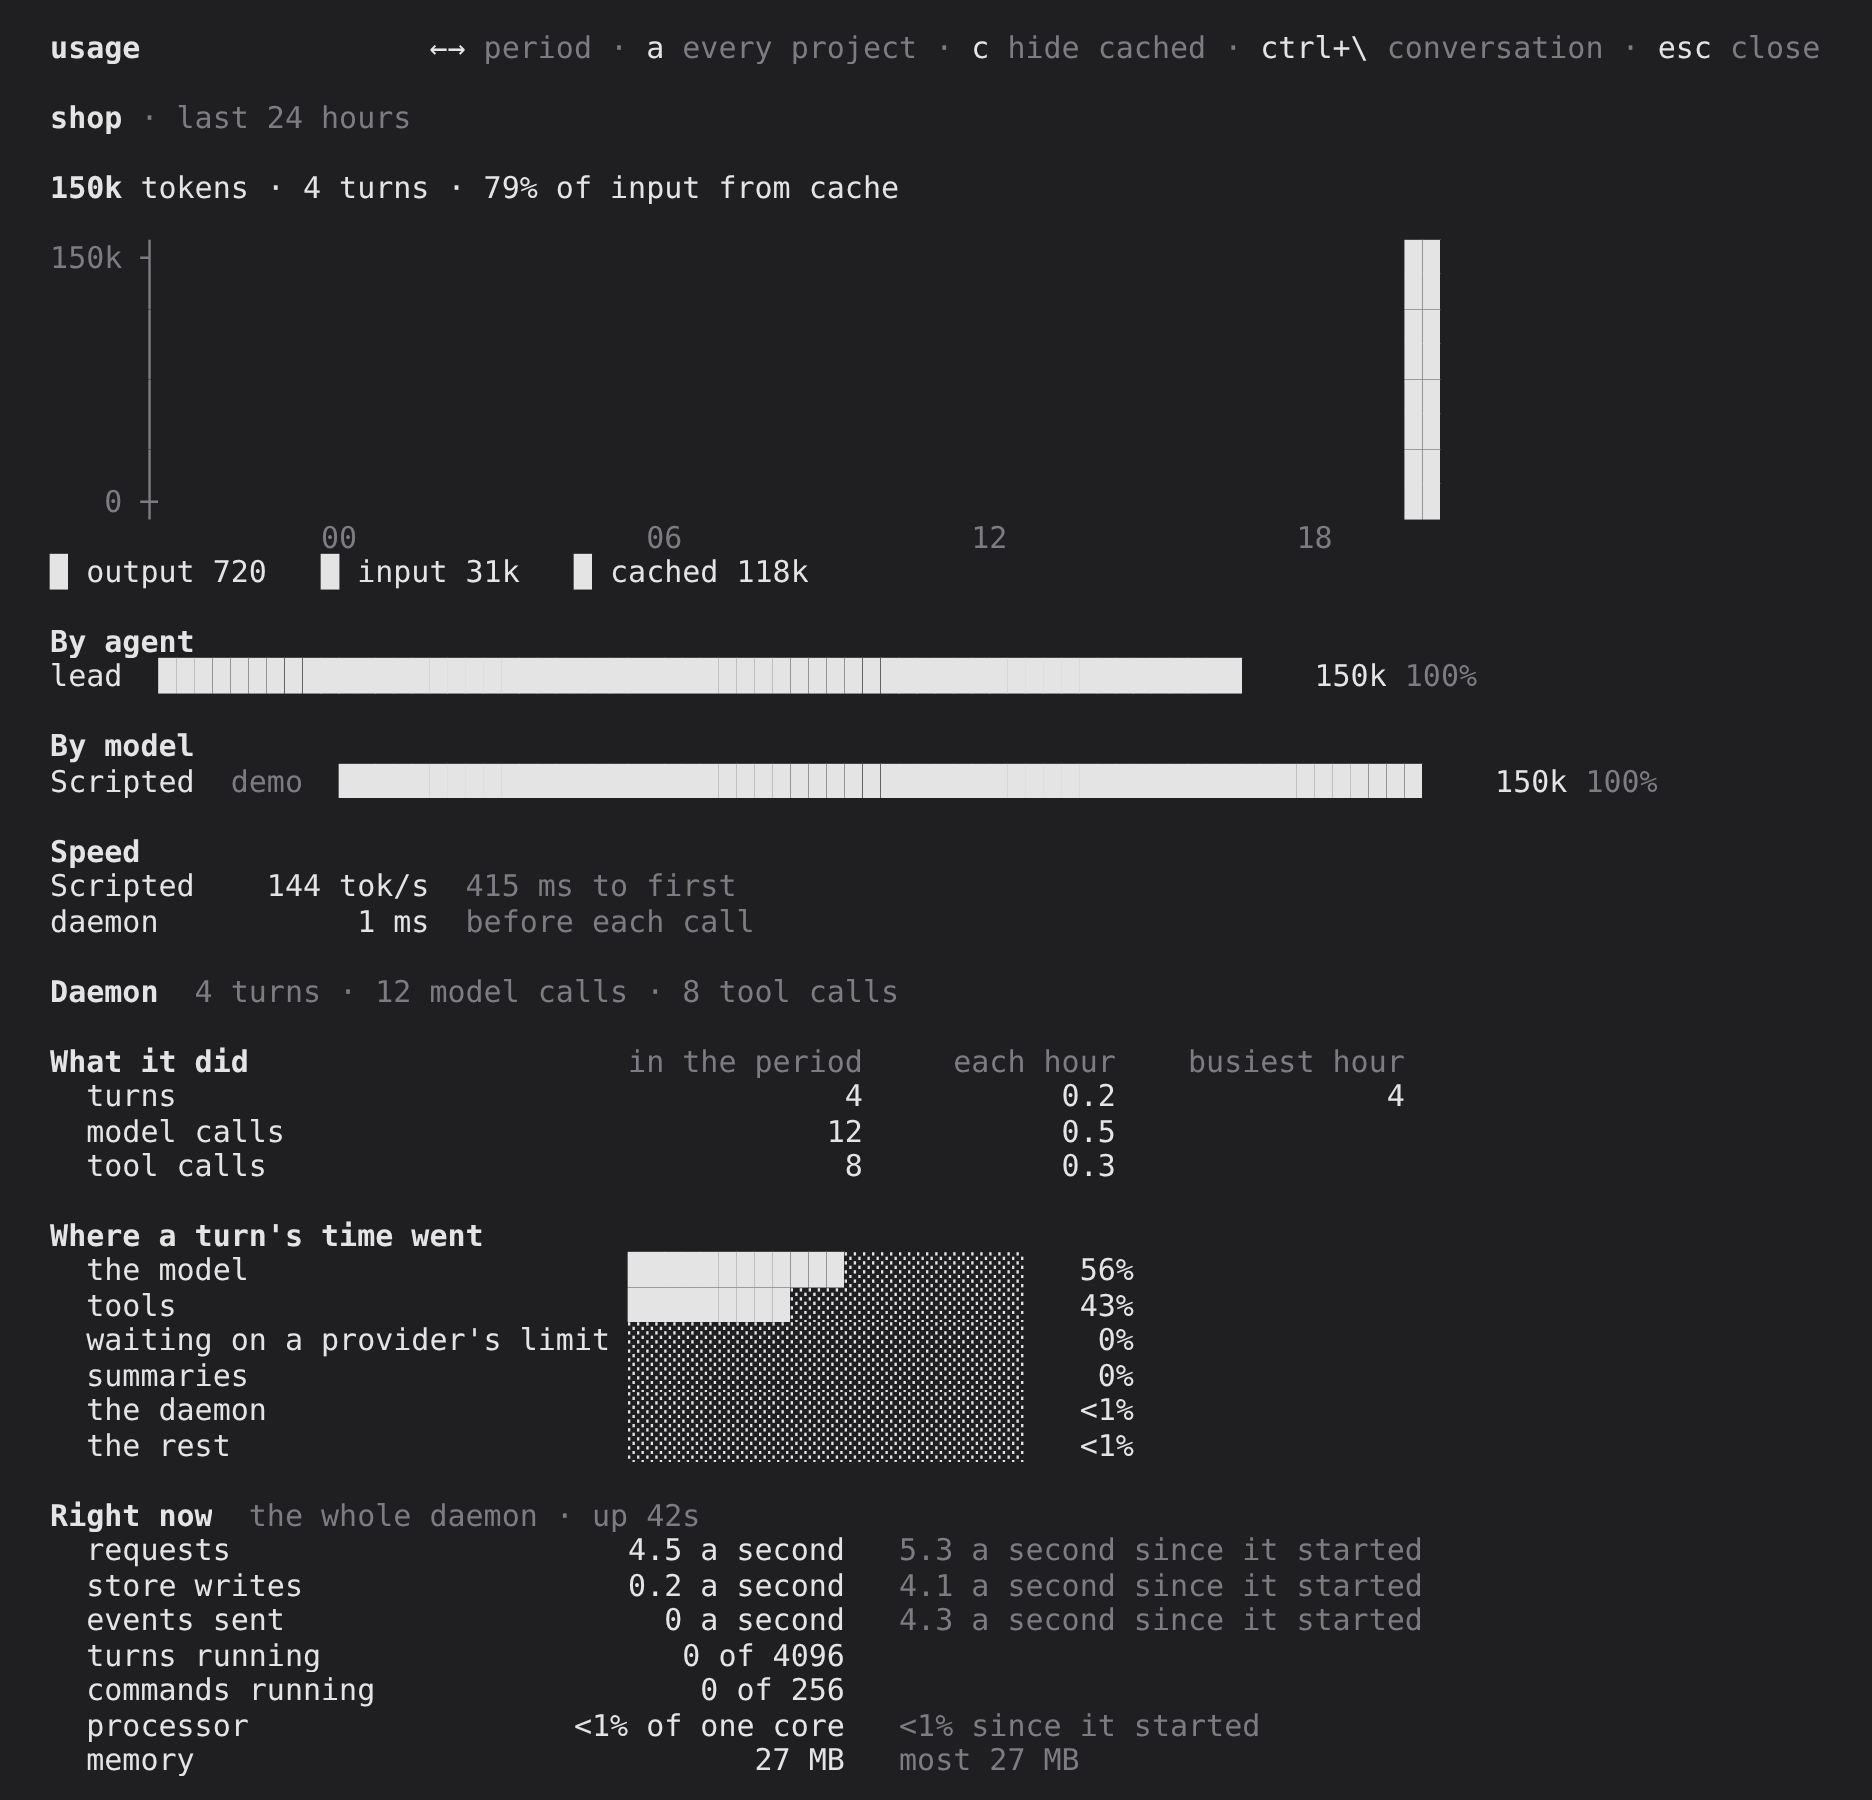 usage ←→ period · a every project · c hide cached · ctrl+\ conversation · esc close
shop · last 24 hours
150k tokens · 4 turns · 79% of input from cache
150k
0
00 06 12 18
output 720 input 31k cached 118k
By agent
lead 150k 100%
By model
Scripted demo 150k 100%
Speed
Scripted 144 tok/s 415 ms to first
daemon 1 ms before each call
Daemon 4 turns · 12 model calls · 8 tool calls
What it did in the period each hour busiest hour
turns 4 0.2 4
model calls 12 0.5
tool calls 8 0.3
Where a turn's time went
the model 56%
tools 43%
waiting on a provider's limit 0%
summaries 0%
the daemon <1%
the rest <1%
Right now the whole daemon · up 42s
requests 4.5 a second 5.3 a second since it started
store writes 0.2 a second 4.1 a second since it started
events sent 0 a second 4.3 a second since it started
turns running 0 of 4096
commands running 0 of 256
processor <1% of one core <1% since it started
memory 27 MB most 27 MB